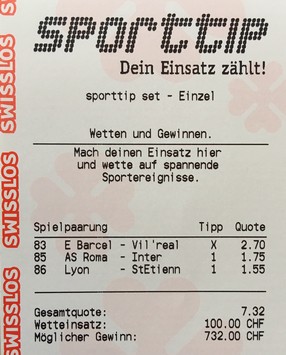 SPORTTIP
Dein Einsatz zählt!
sporttip set - Einzel
Wetten und Gewinnen.
Mach deinen Einsatz hier
und wette auf spannende
Sportereignisse.
Spielpaarung Tipp Quote
83 E Barcel - Vil'real X 2.70
85 AS Roma - Inter 1 1.75
86 Lyon - StEtienn 1 1.55
Gesamtquote: 7.32
Wetteinsatz: 100.00 CHF
Möglicher Gewinn: 732.00 CHF
SWISSLOS
SWISSLOS
SWISSLOS